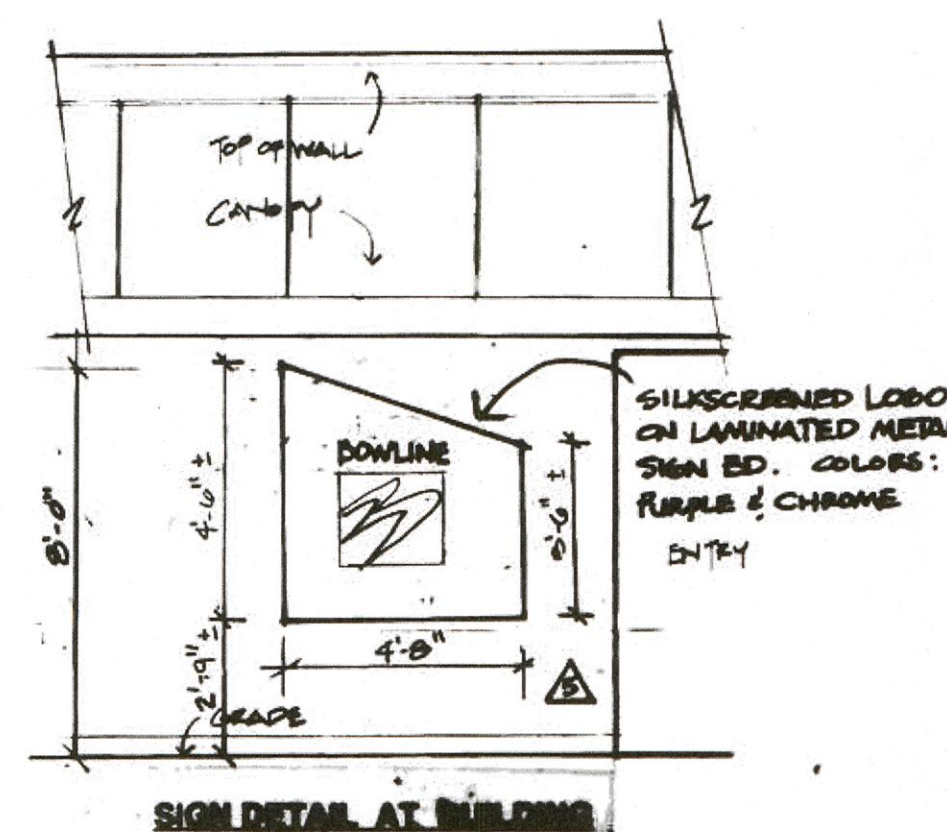 TOP OF WALL
CANOPY
SILKSCREENED LOGO
ON LAMINATED METAL
SIGN BD. COLORS:
PURPLE & CHROME
BOWLINE
ENTRY
8'-0"
4'-6" ±
3'-6" ±
4'-8"
2'-9" ±
5
GRADE
SIGN DETAIL AT BUILDING